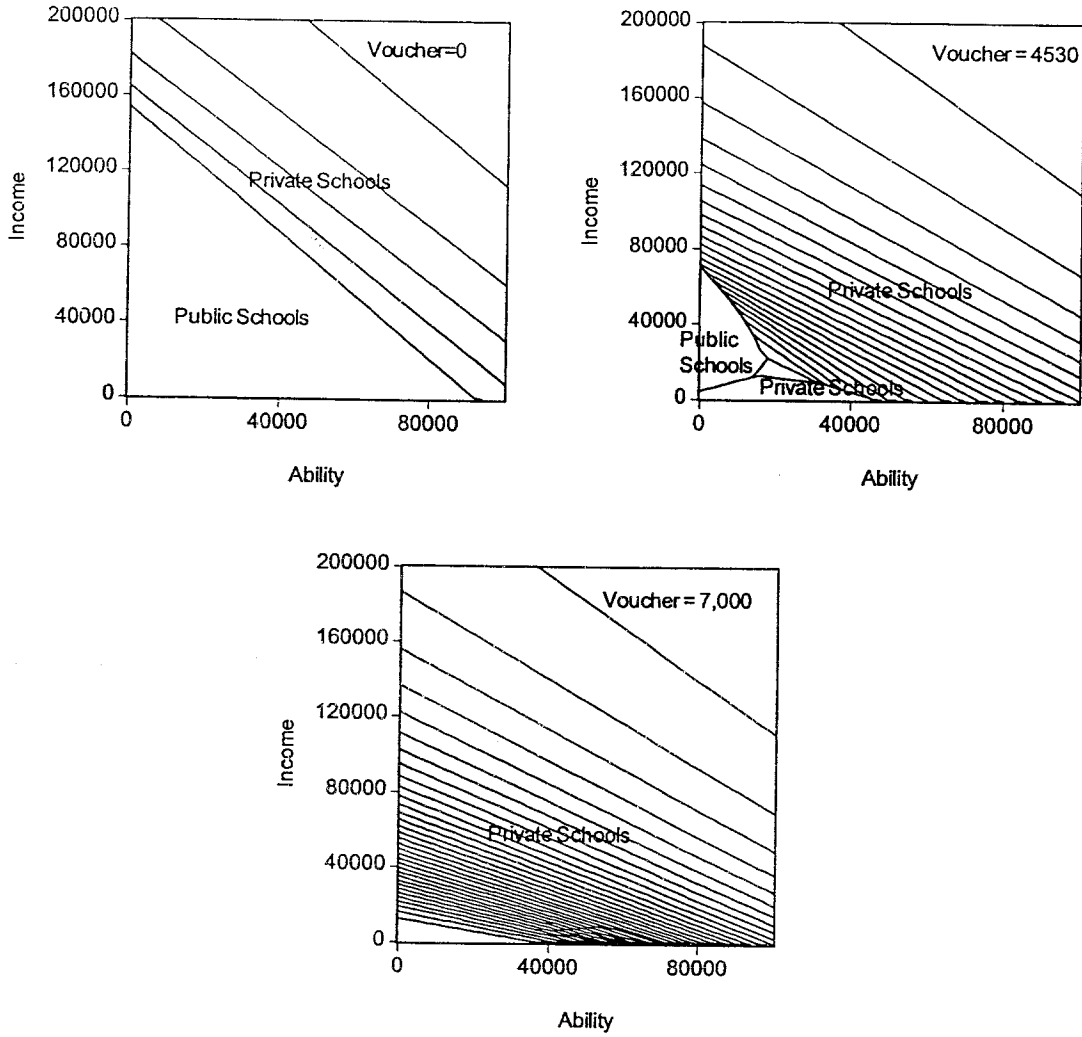 200000
Voucher=0
160000
120000
Private Schools
Income
80000
Public Schools
40000
0
0 40000 80000
Ability
200000
Voucher = 4530
160000
120000
Income
80000
Private Schools
40000
Public
Schools
Private Schools
0
0 40000 80000
Ability
200000
Voucher = 7,000
160000
120000
Income
80000
Private Schools
40000
0
0 40000 80000
Ability